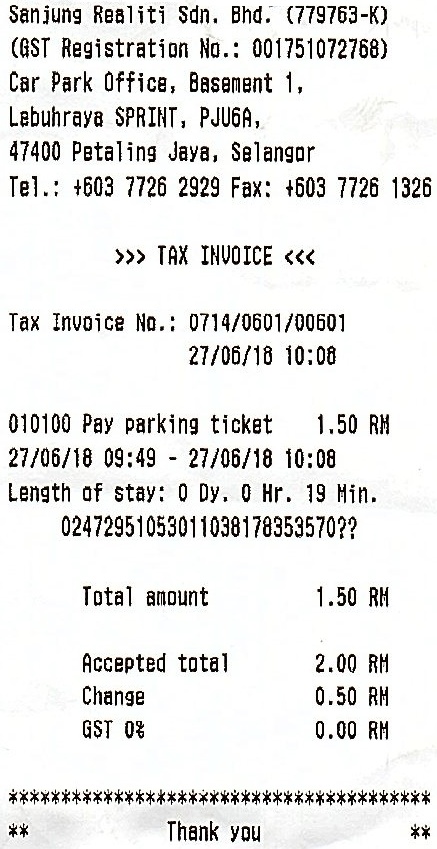 Sanjung Realiti Sdn. Bhd. (779763-K)
(GST Registration No.: 001751072768)
Car Park Office, Basement 1,
Lebuhraya SPRINT, PJU6A,
47400 Petaling Jaya, Selangor
Tel.: +603 7726 2929 Fax: +603 7726 1326
>>> TAX INVOICE <<<
Tax Invoice No.: 0714/0601/00601
27/06/18 10:08
010100 Pay parking ticket 1.50 RM
27/06/18 09:49 - 27/06/18 10:08
Length of stay: 0 Dy. 0 Hr. 19 Min.
02472951053011038178353570??
Total amount 1.50 RM
Accepted total 2.00 RM
Change 0.50 RM
GST 0% 0.00 RM
****************************************
** Thank you **